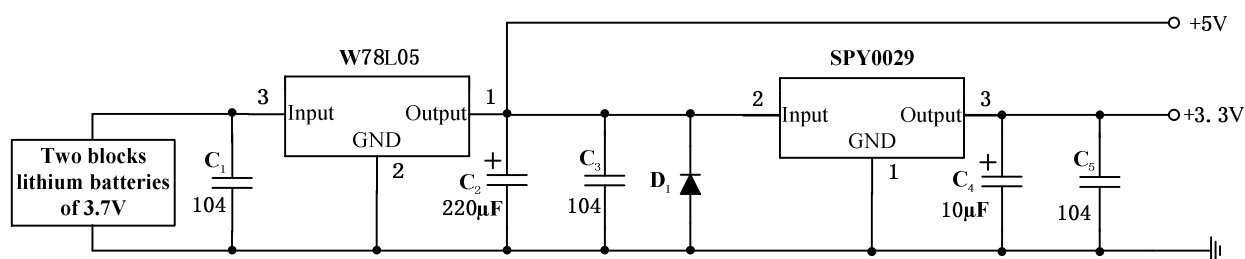 +5V
W78L05
SPY0029
3
Input
Output
1
GND
2
2
Input
Output
3
GND
1
+3.3V
Two blocks
lithium batteries
of 3.7V
C1
104
+
C2
220μF
C3
104
D1
+
C4
10μF
C5
104